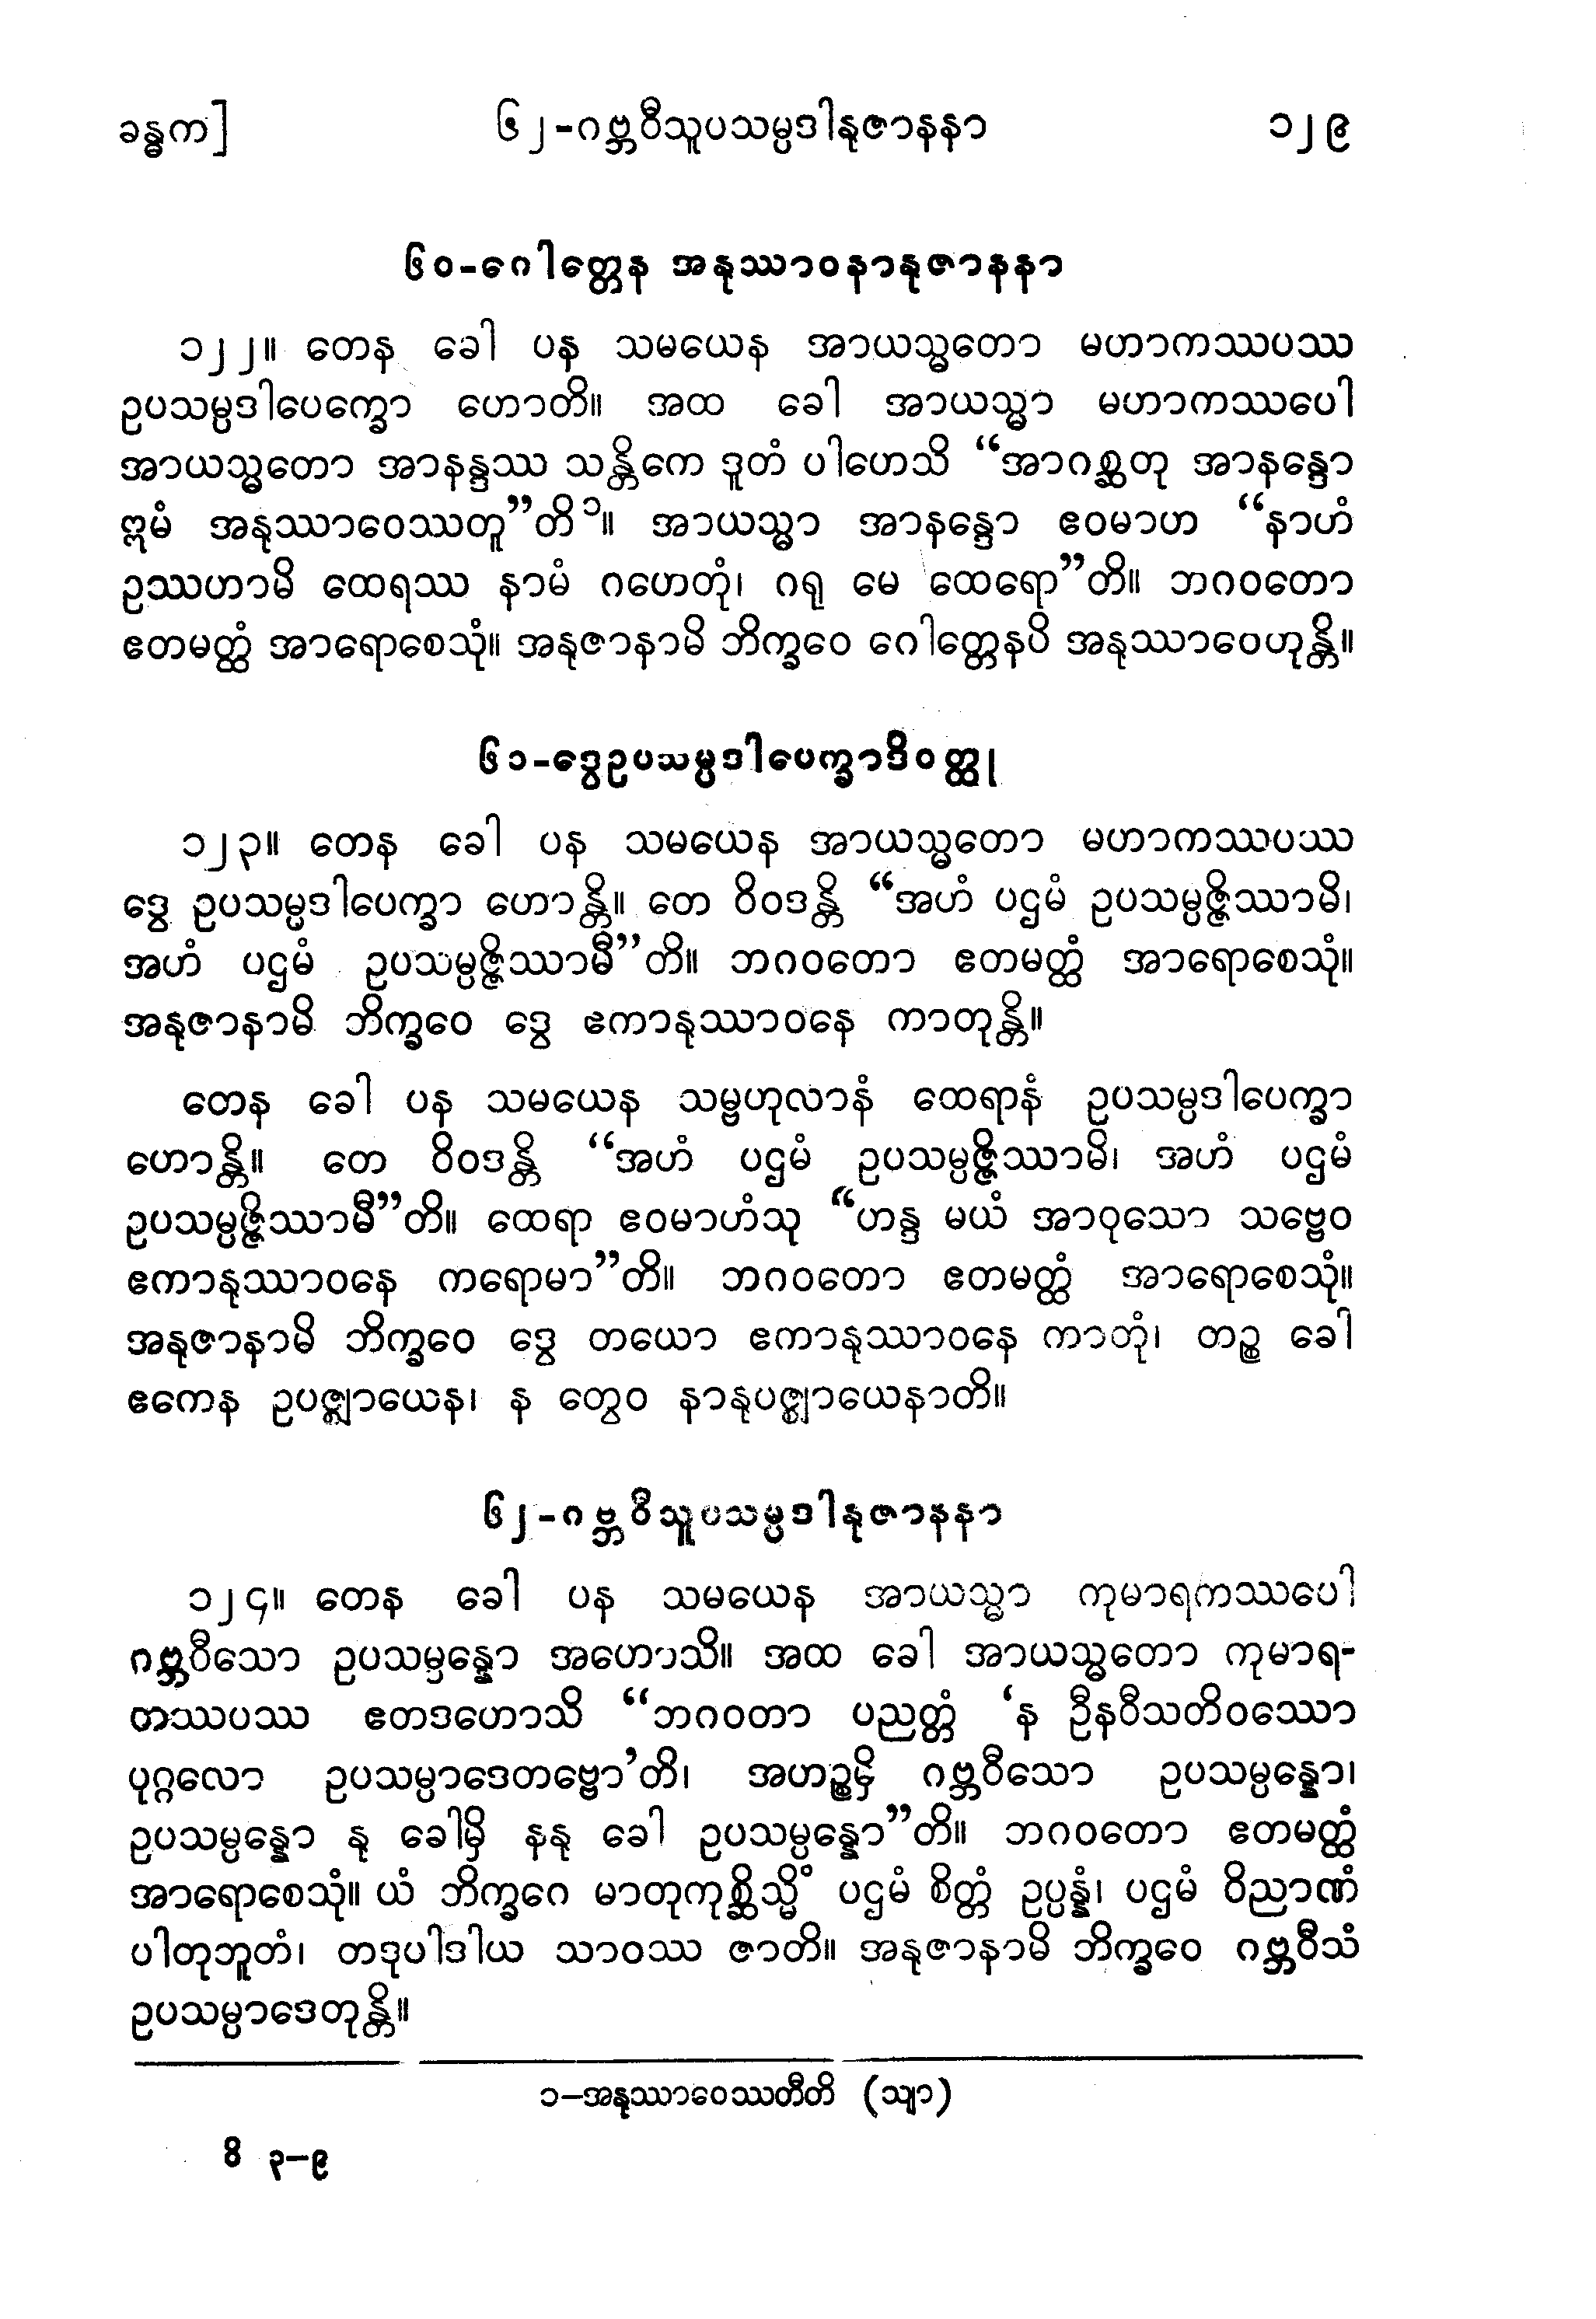 ခန္ဓက] ၆၂-ဂဗ္ဘဝီသူပသမ္ပဒါနုဇာနနာ ၁၂၉
၆၀-ဂေါတ္တေန အနုဿာဝနာနုဇာနနာ
၁၂၂။ တေန ခေါ ပန သမယေန အာယသ္မတော မဟာကဿပဿ
ဥပသမ္ပဒါပေက္ခော ဟောတိ။ အထ ခေါ အာယသ္မာ မဟာကဿပေါ
အာယသ္မတော အာနန္ဒဿ သန္တိကေ ဒူတံ ပါဟေသိ “အာဂစ္ဆတု အာနန္ဒော
ဣမံ အနုဿာဝေဿတူ”တိ၁။ အာယသ္မာ အာနန္ဒော ဧဝမာဟ “နာဟံ
ဥဿဟာမိ ထေရဿ နာမံ ဂဟေတုံ၊ ဂရု မေ ထေရော”တိ။ ဘဂဝတော
ဧတမတ္ထံ အာရောစေသုံ။ အနုဇာနာမိ ဘိက္ခဝေ ဂေါတ္တေနပိ အနုဿာဝေဟုန္တိ။
၆၁-ဒွေဥပသမ္ပဒါပေက္ခာဒိဝတ္ထု
၁၂၃။ တေန ခေါ ပန သမယေန အာယသ္မတော မဟာကဿပဿ
ဒွေ ဥပသမ္ပဒါပေက္ခာ ဟောန္တိ။ တေ ဝိဝဒန္တိ “အဟံ ပဌမံ ဥပသမ္ပဇ္ဇိဿာမိ၊
အဟံ ပဌမံ ဥပသမ္ပဇ္ဇိဿာမီ”တိ။ ဘဂဝတော ဧတမတ္ထံ အာရောစေသုံ။
အနုဇာနာမိ ဘိက္ခဝေ ဒွေ ဧကာနုဿာဝနေ ကာတုန္တိ။
တေန ခေါ ပန သမယေန သမ္ဗဟုလာနံ ထေရာနံ ဥပသမ္ပဒါပေက္ခာ
ဟောန္တိ။ တေ ဝိဝဒန္တိ “အဟံ ပဌမံ ဥပသမ္ပဇ္ဇိဿာမိ၊ အဟံ ပဌမံ
ဥပသမ္ပဇ္ဇိဿာမီ”တိ။ ထေရာ ဧဝမာဟံသု “ဟန္ဒ မယံ အာဝုသော သဗ္ဗေဝ
ဧကာနုဿာဝနေ ကရောမာ”တိ။ ဘဂဝတော ဧတမတ္ထံ အာရောစေသုံ။
အနုဇာနာမိ ဘိက္ခဝေ ဒွေ တယော ဧကာနုဿာဝနေ ကာတုံ၊ တဉ္စ ခေါ
ဧကေန ဥပဇ္ဈာယေန၊ န တွေဝ နာနုပဇ္ဈာယေနာတိ။
၆၂-ဂဗ္ဘဝီသူပသမ္ပဒါနုဇာနနာ
၁၂၄။ တေန ခေါ ပန သမယေန အာယသ္မာ ကုမာရကဿပေါ
ဂဗ္ဘဝီသော ဥပသမ္ပန္နော အဟောသိ။ အထ ခေါ အာယသ္မတော ကုမာရ-
ကဿပဿ ဧတဒဟောသိ “ဘဂဝတာ ပညတ္တံ ‘န ဦနဝီသတိဝဿော
ပုဂ္ဂလော ဥပသမ္ပာဒေတဗ္ဗော’တိ၊ အဟဉ္စမှိ ဂဗ္ဘဝီသော ဥပသမ္ပန္နော၊
ဥပသမ္ပန္နော နု ခေါမှိ နနု ခေါ ဥပသမ္ပန္နော”တိ။ ဘဂဝတော ဧတမတ္ထံ
အာရောစေသုံ။ ယံ ဘိက္ခဂေ မာတုကုစ္ဆိသ္မိံ ပဌမံ စိတ္တံ ဥပ္ပန္နံ၊ ပဌမံ ဝိညာဏံ
ပါတုဘူတံ၊ တဒုပါဒါယ သာဝဿ ဇာတိ။ အနုဇာနာမိ ဘိက္ခဝေ ဂဗ္ဘဝီသံ
ဥပသမ္ပာဒေတုန္တိ။
၁–အနုဿာဝေဿတီတိ (သျာ)
ဝိ ၃–၉